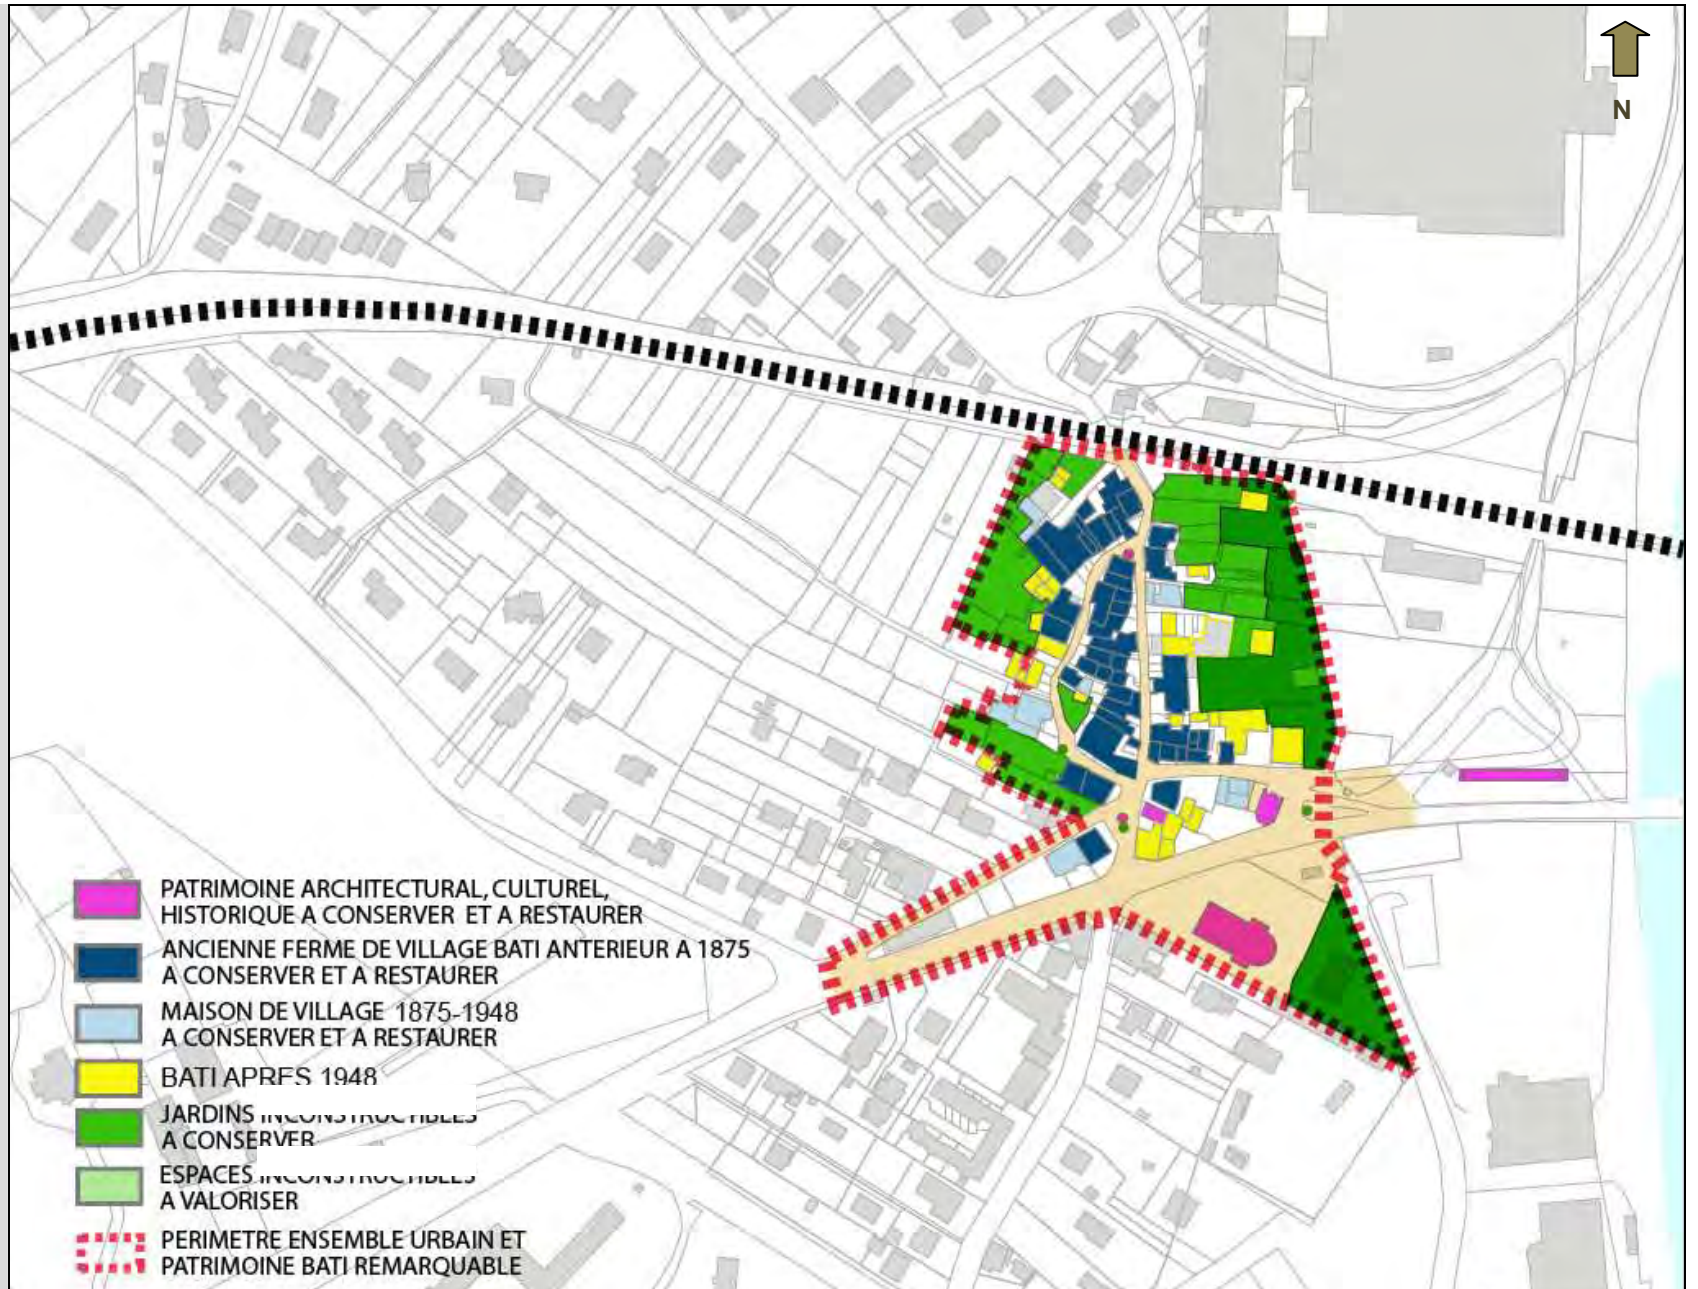 N
PATRIMOINE ARCHITECTURAL, CULTUREL,
HISTORIQUE A CONSERVER ET A RESTAURER
ANCIENNE FERME DE VILLAGE BATI ANTERIEUR A 1875
A CONSERVER ET A RESTAURER
MAISON DE VILLAGE 1875-1948
A CONSERVER ET A RESTAURER
BATI APRES 1948
JARDINS INCONSTRUCTIBLES
A CONSERVER
ESPACES INCONSTRUCTIBLES
A VALORISER
PERIMETRE ENSEMBLE URBAIN ET
PATRIMOINE BATI REMARQUABLE